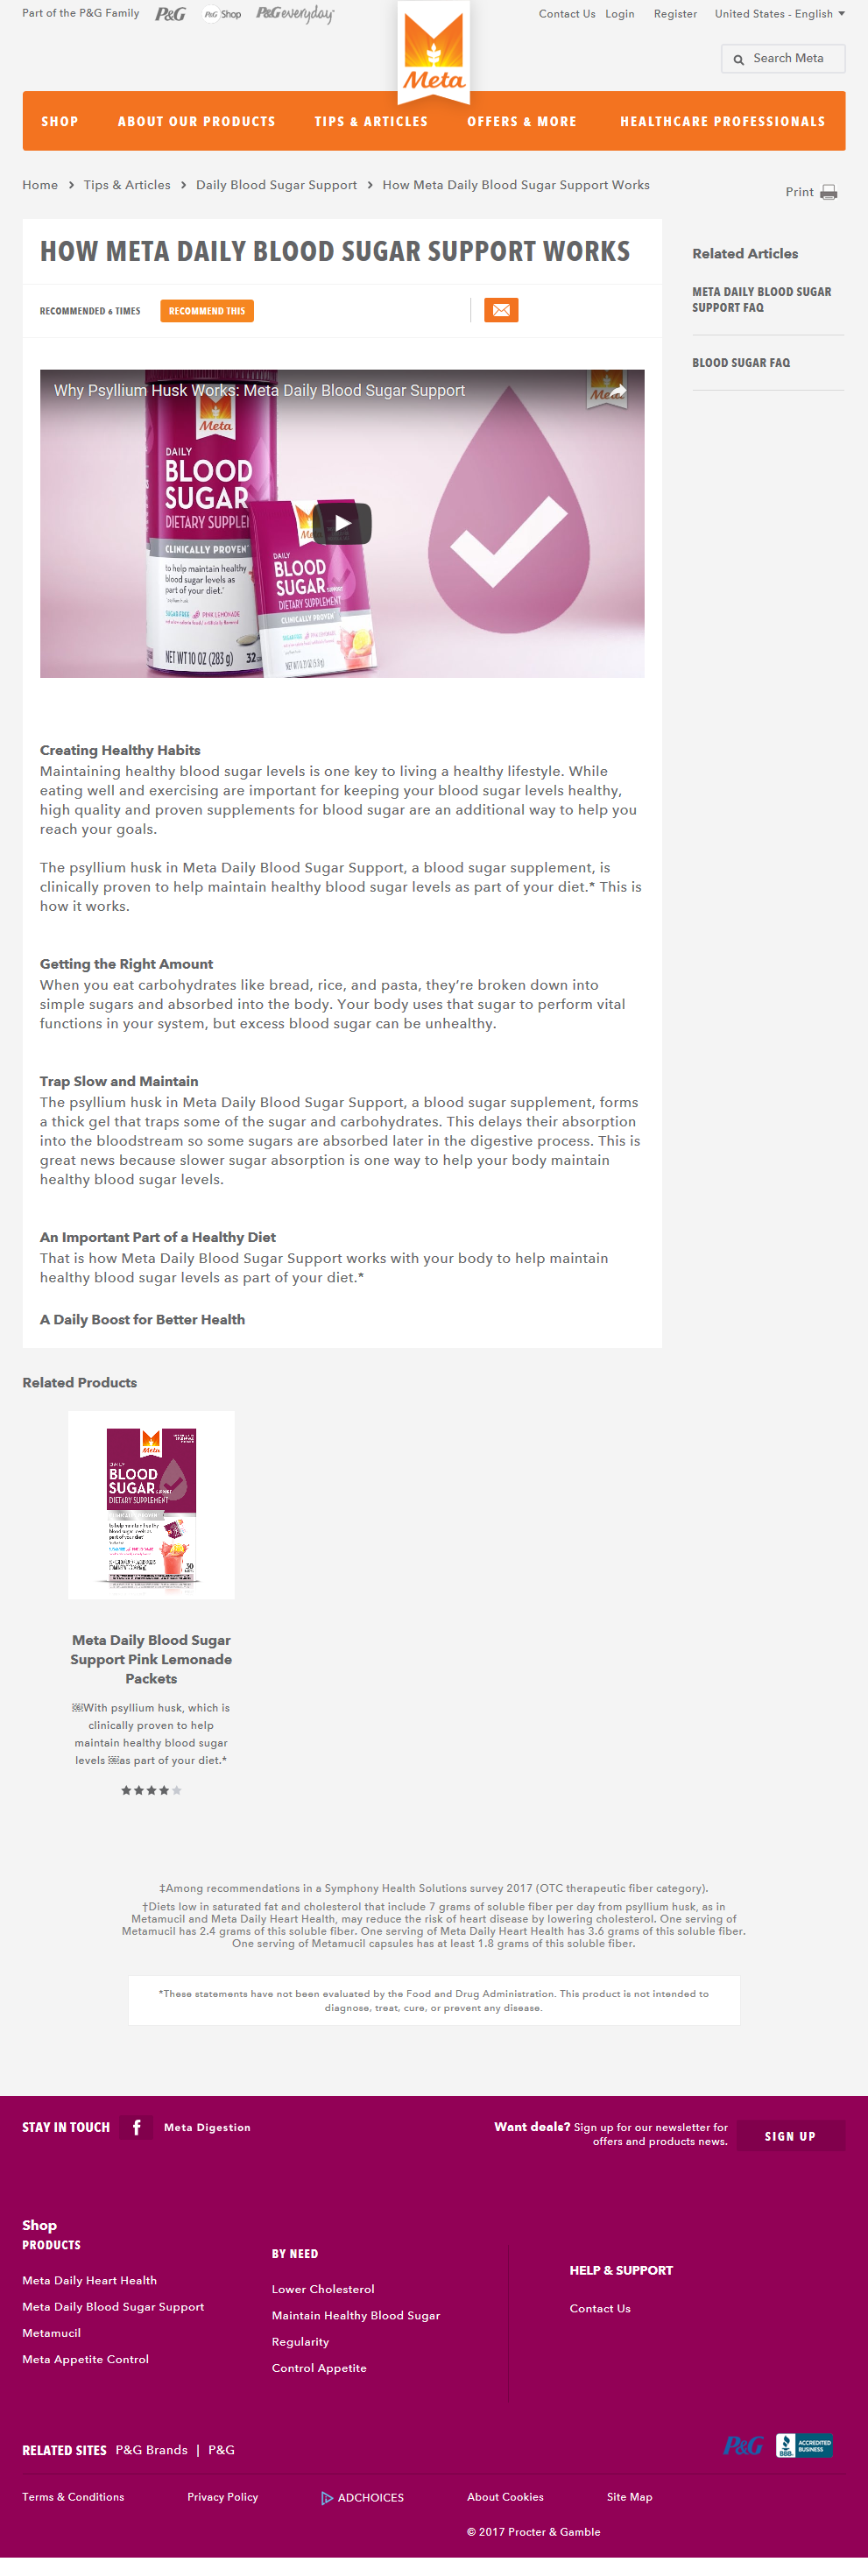 Part of the P&G Family P&G P&G Shop P&G everyday Contact Us Login Register United States - English
Meta
Search Meta
SHOP ABOUT OUR PRODUCTS TIPS & ARTICLES OFFERS & MORE HEALTHCARE PROFESSIONALS
Home > Tips & Articles > Daily Blood Sugar Support > How Meta Daily Blood Sugar Support Works
Print
HOW META DAILY BLOOD SUGAR SUPPORT WORKS
RECOMMENDED 6 TIMES RECOMMEND THIS
Related Articles
META DAILY BLOOD SUGAR
SUPPORT FAQ
BLOOD SUGAR FAQ
Why Psyllium Husk Works: Meta Daily Blood Sugar Support
Meta
DAILY
BLOOD
SUGAR
DIETARY SUPPLE
CLINICALLY PROVEN
to help maintain healthy
blood sugar levels as
part of your diet.*
SUGAR FREE PINK LEMONADE
NET WT 10 OZ (283 g) 32
DAILY
BLOOD
SUGAR SUPPORT
DIETARY SUPPLEMENT
CLINICALLY PROVEN
Creating Healthy Habits
Maintaining healthy blood sugar levels is one key to living a healthy lifestyle. While
eating well and exercising are important for keeping your blood sugar levels healthy,
high quality and proven supplements for blood sugar are an additional way to help you
reach your goals.
The psyllium husk in Meta Daily Blood Sugar Support, a blood sugar supplement, is
clinically proven to help maintain healthy blood sugar levels as part of your diet.* This is
how it works.
Getting the Right Amount
When you eat carbohydrates like bread, rice, and pasta, they’re broken down into
simple sugars and absorbed into the body. Your body uses that sugar to perform vital
functions in your system, but excess blood sugar can be unhealthy.
Trap Slow and Maintain
The psyllium husk in Meta Daily Blood Sugar Support, a blood sugar supplement, forms
a thick gel that traps some of the sugar and carbohydrates. This delays their absorption
into the bloodstream so some sugars are absorbed later in the digestive process. This is
great news because slower sugar absorption is one way to help your body maintain
healthy blood sugar levels.
An Important Part of a Healthy Diet
That is how Meta Daily Blood Sugar Support works with your body to help maintain
healthy blood sugar levels as part of your diet.*
A Daily Boost for Better Health
Related Products
Meta
DAILY
BLOOD
SUGAR
DIETARY SUPPLEMENT
to help maintain healthy
blood sugar levels as
part of your diet
30
Meta Daily Blood Sugar
Support Pink Lemonade
Packets
With psyllium husk, which is
clinically proven to help
maintain healthy blood sugar
levels as part of your diet.*
‡Among recommendations in a Symphony Health Solutions survey 2017 (OTC therapeutic fiber category).
†Diets low in saturated fat and cholesterol that include 7 grams of soluble fiber per day from psyllium husk, as in
Metamucil and Meta Daily Heart Health, may reduce the risk of heart disease by lowering cholesterol. One serving of
Metamucil has 2.4 grams of this soluble fiber. One serving of Meta Daily Heart Health has 3.6 grams of this soluble fiber.
One serving of Metamucil capsules has at least 1.8 grams of this soluble fiber.
*These statements have not been evaluated by the Food and Drug Administration. This product is not intended to
diagnose, treat, cure, or prevent any disease.
STAY IN TOUCH f Meta Digestion
Want deals? Sign up for our newsletter for
offers and products news.
SIGN UP
Shop
PRODUCTS
Meta Daily Heart Health
Meta Daily Blood Sugar Support
Metamucil
Meta Appetite Control
BY NEED
Lower Cholesterol
Maintain Healthy Blood Sugar
Regularity
Control Appetite
HELP & SUPPORT
Contact Us
RELATED SITES P&G Brands | P&G
P&G BBB. ACCREDITED
BUSINESS
Terms & Conditions Privacy Policy ADCHOICES About Cookies Site Map
© 2017 Procter & Gamble